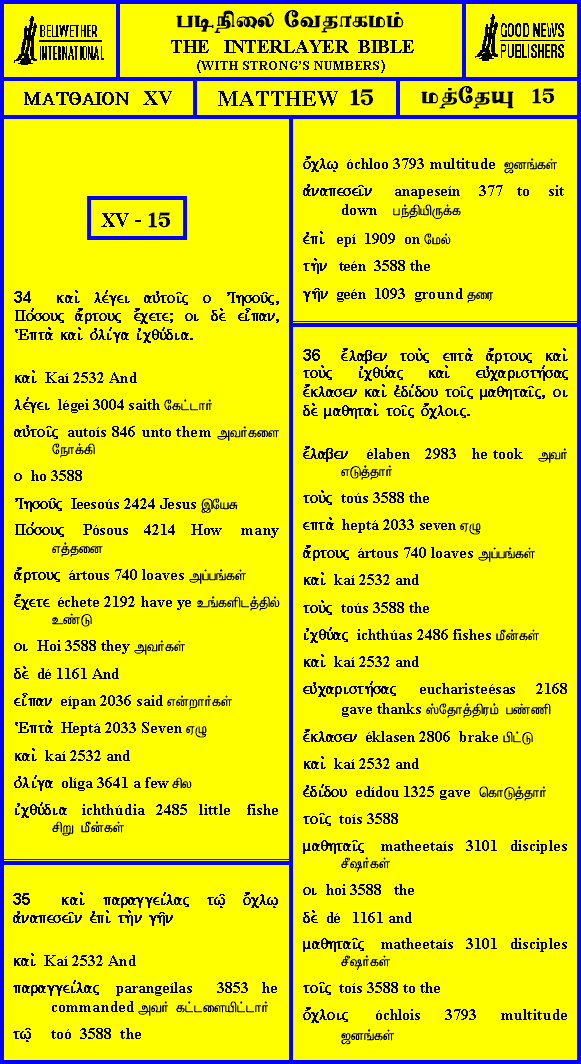 BELLWETHER
INTERNATIONAL
படிநிலை வேதாகமம்
THE INTERLAYER BIBLE
(WITH STRONG'S NUMBERS)
GOOD NEWS
PUBLISHERS
ΜΑΤΘΑΙΟΝ XV
MATTHEW 15
மத்தேயு 15
XV - 15
34 καὶ λέγει αὐτοῖς ο Ἰησοῦς,
Πόσους ἄρτους ἔχετε; οι δὲ εἶπαν,
Ἑπτὰ καὶ ὀλίγα ἰχθύδια.
καὶ Kaí 2532 And
λέγει légei 3004 saith கேட்டார்
αὐτοῖς autoís 846 unto them அவர்களை
நோக்கி
ο ho 3588
Ἰησοῦς Ieesoús 2424 Jesus இயேசு
Πόσους Pósous 4214 How many
எத்தனை
ἄρτους ártous 740 loaves அப்பங்கள்
ἔχετε échete 2192 have ye உங்களிடத்தில்
உண்டு
οι Hoi 3588 they அவர்கள்
δὲ dé 1161 And
εἶπαν eípan 2036 said என்றார்கள்
Ἑπτὰ Heptá 2033 Seven ஏழு
καὶ kaí 2532 and
ὀλίγα olíga 3641 a few சில
ἰχθύδια ichthúdia 2485 little fishe
சிறு மீன்கள்
35 καὶ παραγγείλας τῶ ὄχλω
ἀναπεσεῖν ἐπὶ τὴν γῆν
καὶ Kaí 2532 And
παραγγείλας parangeílas 3853 he
commanded அவர் கட்டளையிட்டார்
τῶ toó 3588 the
ὄχλω óchloo 3793 multitude ஜனங்கள்
ἀναπεσεῖν anapeseín 377 to sit
down பந்தியிருக்க
ἐπὶ epí 1909 on மேல்
τὴν teén 3588 the
γῆν geén 1093 ground தரை
36 ἔλαβεν τοὺς επτὰ ἄρτους καὶ
τοὺς ἰχθύας καὶ εὐχαριστήσας
ἔκλασεν καὶ ἐδίδου τοῖς μαθηταῖς, οι
δὲ μαθηταὶ τοῖς ὄχλοις.
ἔλαβεν élaben 2983 he took அவர்
எடுத்தார்
τοὺς toús 3588 the
επτὰ heptá 2033 seven ஏழு
ἄρτους ártous 740 loaves அப்பங்கள்
καὶ kaí 2532 and
τοὺς toús 3588 the
ἰχθύας ichthúas 2486 fishes மீன்கள்
καὶ kaí 2532 and
εὐχαριστήσας eucharisteésas 2168
gave thanks ஸ்தோத்திரம் பண்ணி
ἔκλασεν éklasen 2806 brake பிட்டு
καὶ kaí 2532 and
ἐδίδου edídou 1325 gave கொடுத்தார்
τοῖς toís 3588
μαθηταῖς matheetaís 3101 disciples
சீஷர்கள்
οι hoi 3588 the
δὲ dé 1161 and
μαθηταῖς matheetaís 3101 disciples
சீஷர்கள்
τοῖς toís 3588 to the
ὄχλοις óchlois 3793 multitude
ஜனங்கள்